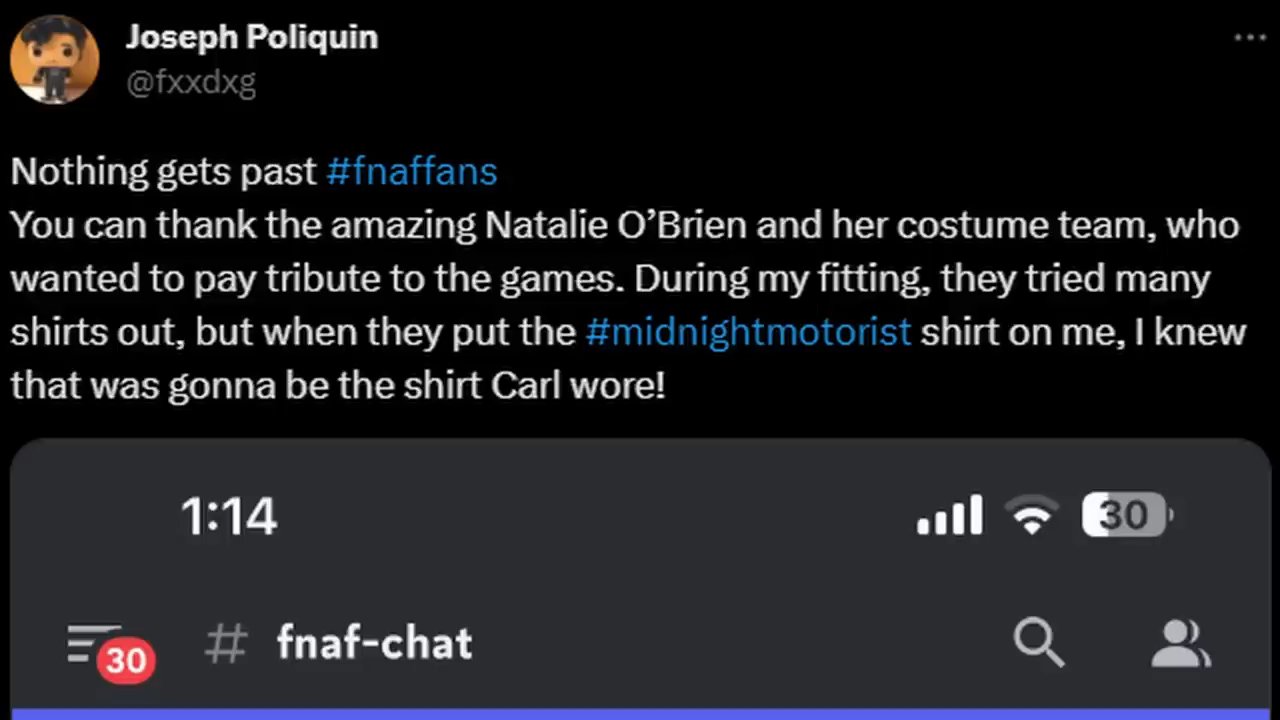 Joseph Poliquin
@fxxdxg
Nothing gets past #fnaffans
You can thank the amazing Natalie O’Brien and her costume team, who
wanted to pay tribute to the games. During my fitting, they tried many
shirts out, but when they put the #midnightmotorist shirt on me, I knew
that was gonna be the shirt Carl wore!
1:14
30
30
# fnaf-chat